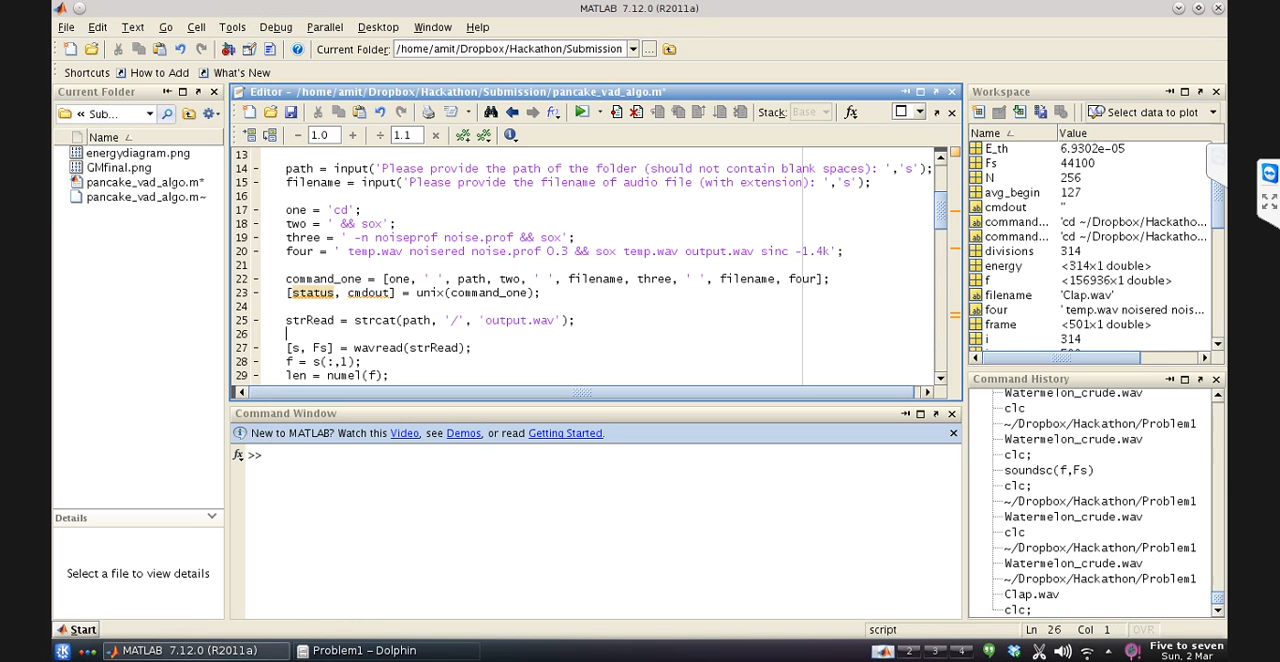 MATLAB 7.12.0 (R2011a)
File Edit Text Go Cell Tools Debug Parallel Desktop Window Help
Current Folder: /home/amit/Dropbox/Hackathon/Submission
Shortcuts How to Add What's New
Current Folder
« Sub...
Name
energydiagram.png
GMfinal.png
pancake_vad_algo.m*
pancake_vad_algo.m~
Details
Select a file to view details
Editor - /home/amit/Dropbox/Hackathon/Submission/pancake_vad_algo.m*
Stack: Base
1.0 1.1
13
14 path = input('Please provide the path of the folder (should not contain blank spaces): ','s');
15 filename = input('Please provide the filename of audio file (with extension): ','s');
16
17 one = 'cd';
18 two = ' && sox';
19 three = ' -n noiseprof noise.prof && sox';
20 four = ' temp.wav noisered noise.prof 0.3 && sox temp.wav output.wav sinc -1.4k';
21
22 command_one = [one, ' ', path, two, ' ', filename, three, ' ', filename, four];
23 [status, cmdout] = unix(command_one);
24
25 strRead = strcat(path, '/', 'output.wav');
26
27 [s, Fs] = wavread(strRead);
28 f = s(:,1);
29 len = numel(f);
Command Window
New to MATLAB? Watch this Video, see Demos, or read Getting Started.
fx >>
Workspace
Select data to plot
Name Value
E_th 6.9302e-05
Fs 44100
N 256
avg_begin 127
cmdout ''
command... 'cd ~/Dropbox/Hackatho...
command... 'cd ~/Dropbox/Hackatho...
divisions 314
energy <314x1 double>
f <156936x1 double>
filename 'Clap.wav'
four ' temp.wav noisered nois...
frame <501x1 double>
i 314
Command History
Watermelon_crude.wav
clc
~/Dropbox/Hackathon/Problem1
Watermelon_crude.wav
clc;
soundsc(f,Fs)
clc;
~/Dropbox/Hackathon/Problem1
Watermelon_crude.wav
clc
~/Dropbox/Hackathon/Problem1
Watermelon_crude.wav
~/Dropbox/Hackathon/Problem1
Clap.wav
clc;
Start
script Ln 26 Col 1 OVR
MATLAB 7.12.0 (R2011a) Problem1 – Dolphin 2 3 4
Five to seven
Sun, 2 Mar